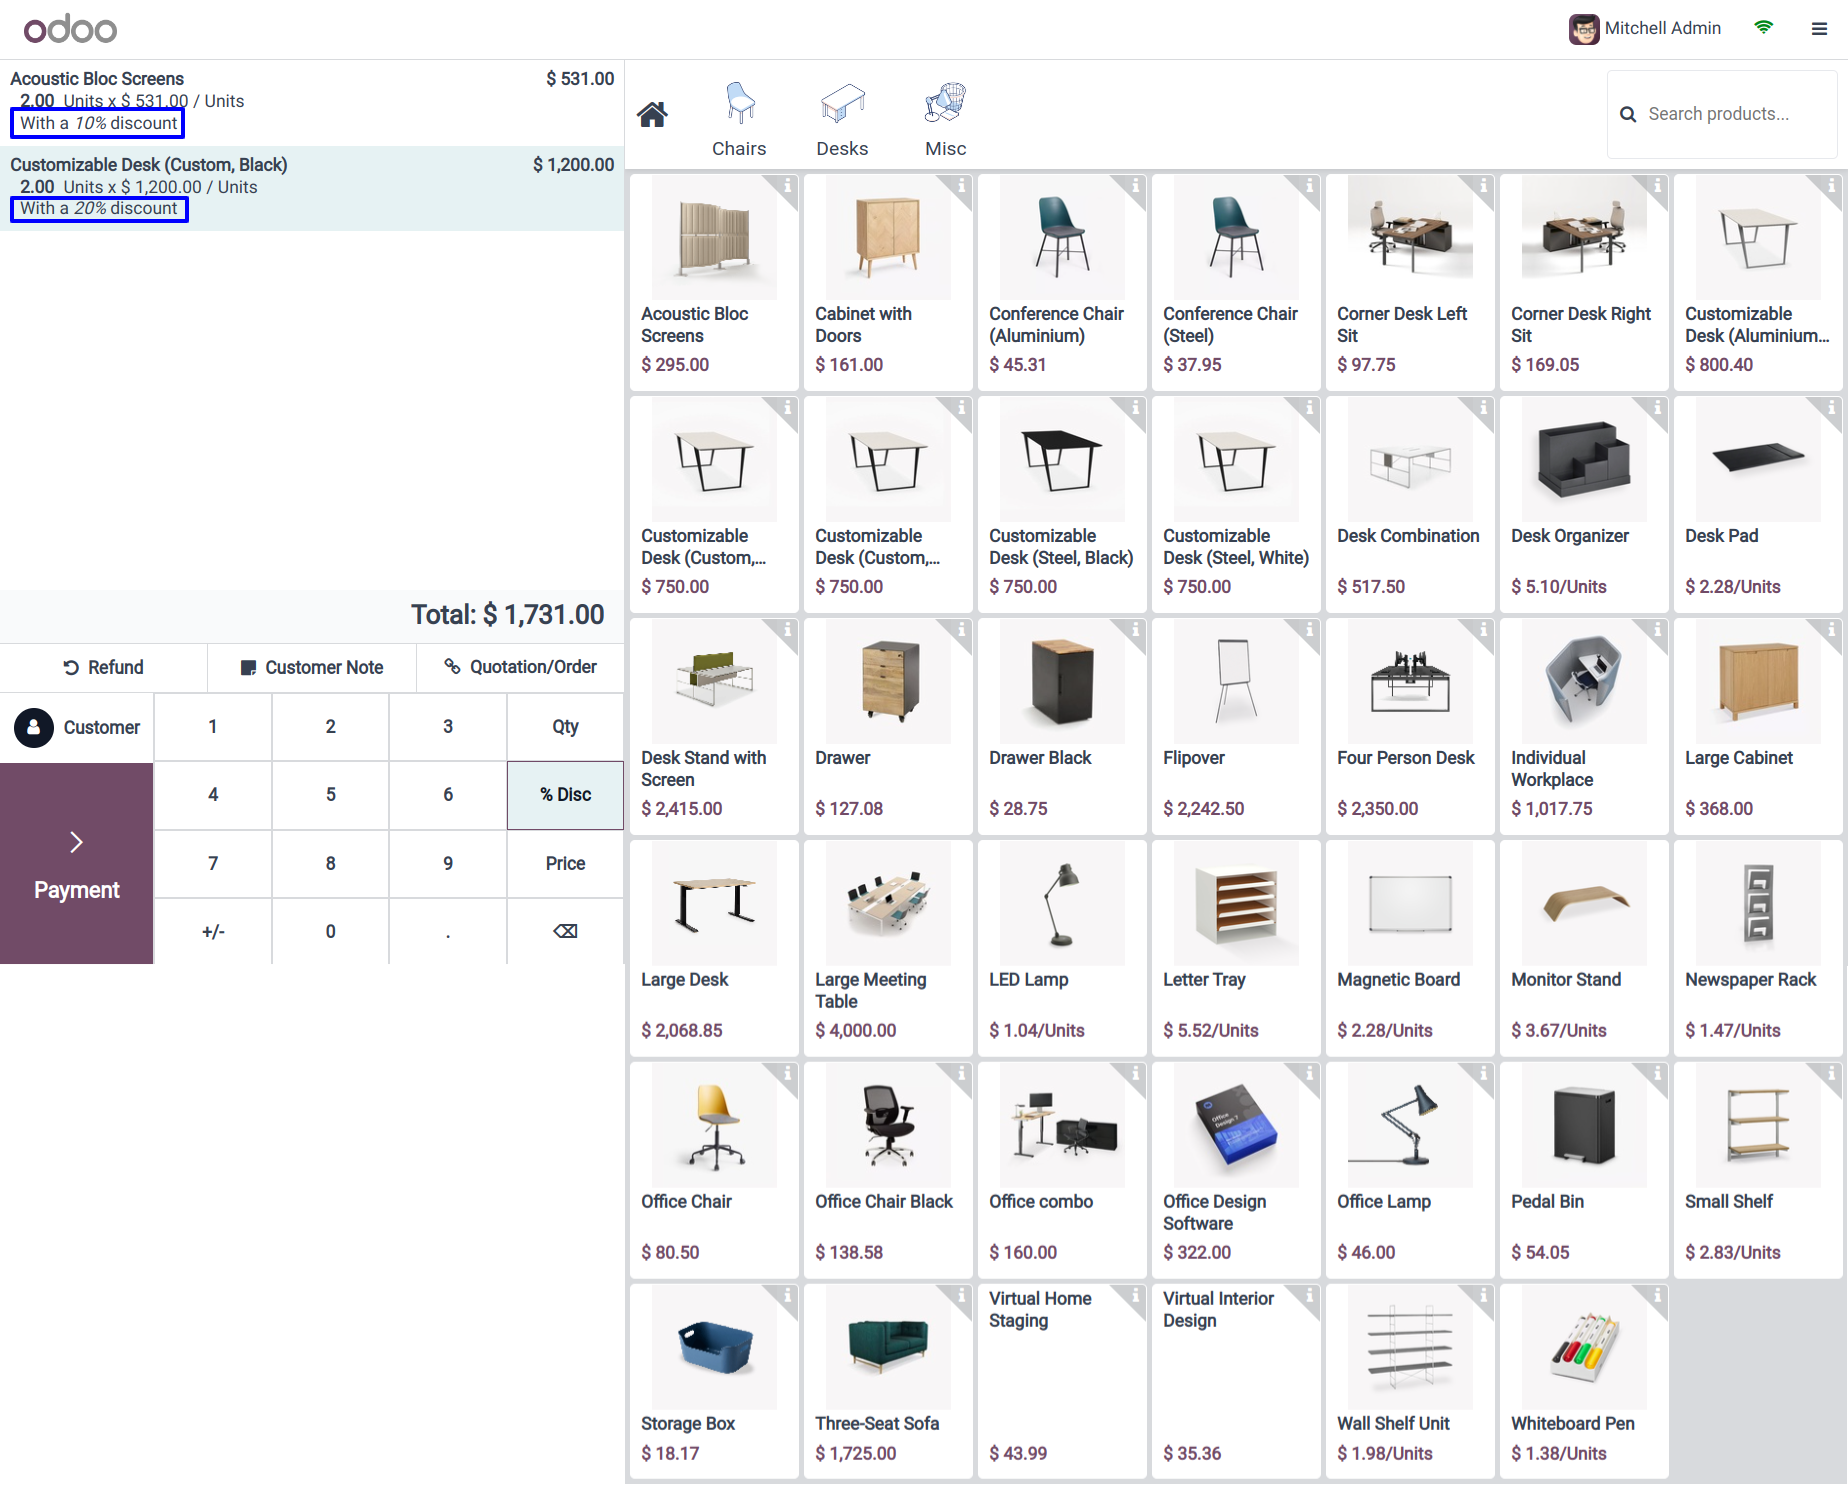 odoo
Mitchell Admin
Acoustic Bloc Screens $ 531.00
2.00 Units x $ 531.00 / Units
With a 10% discount
Customizable Desk (Custom, Black) $ 1,200.00
2.00 Units x $ 1,200.00 / Units
With a 20% discount
Total: $ 1,731.00
Refund Customer Note Quotation/Order
Customer 1 2 3 Qty
4 5 6 % Disc
Payment 7 8 9 Price
+/- 0 .
Chairs Desks Misc
Search products...
Acoustic Bloc
Screens
$ 295.00
Cabinet with
Doors
$ 161.00
Conference Chair
(Aluminium)
$ 45.31
Conference Chair
(Steel)
$ 37.95
Corner Desk Left
Sit
$ 97.75
Corner Desk Right
Sit
$ 169.05
Customizable
Desk (Aluminium...
$ 800.40
Customizable
Desk (Custom,...
$ 750.00
Customizable
Desk (Custom,...
$ 750.00
Customizable
Desk (Steel, Black)
$ 750.00
Customizable
Desk (Steel, White)
$ 750.00
Desk Combination
$ 517.50
Desk Organizer
$ 5.10/Units
Desk Pad
$ 2.28/Units
Desk Stand with
Screen
$ 2,415.00
Drawer
$ 127.08
Drawer Black
$ 28.75
Flipover
$ 2,242.50
Four Person Desk
$ 2,350.00
Individual
Workplace
$ 1,017.75
Large Cabinet
$ 368.00
Large Desk
$ 2,068.85
Large Meeting
Table
$ 4,000.00
LED Lamp
$ 1.04/Units
Letter Tray
$ 5.52/Units
Magnetic Board
$ 2.28/Units
Monitor Stand
$ 3.67/Units
Newspaper Rack
$ 1.47/Units
Office Chair
$ 80.50
Office Chair Black
$ 138.58
Office combo
$ 160.00
Office
Design 7
Office Design
Software
$ 322.00
Office Lamp
$ 46.00
Pedal Bin
$ 54.05
Small Shelf
$ 2.83/Units
Storage Box
$ 18.17
Three-Seat Sofa
$ 1,725.00
Virtual Home
Staging
$ 43.99
Virtual Interior
Design
$ 35.36
Wall Shelf Unit
$ 1.98/Units
Whiteboard Pen
$ 1.38/Units